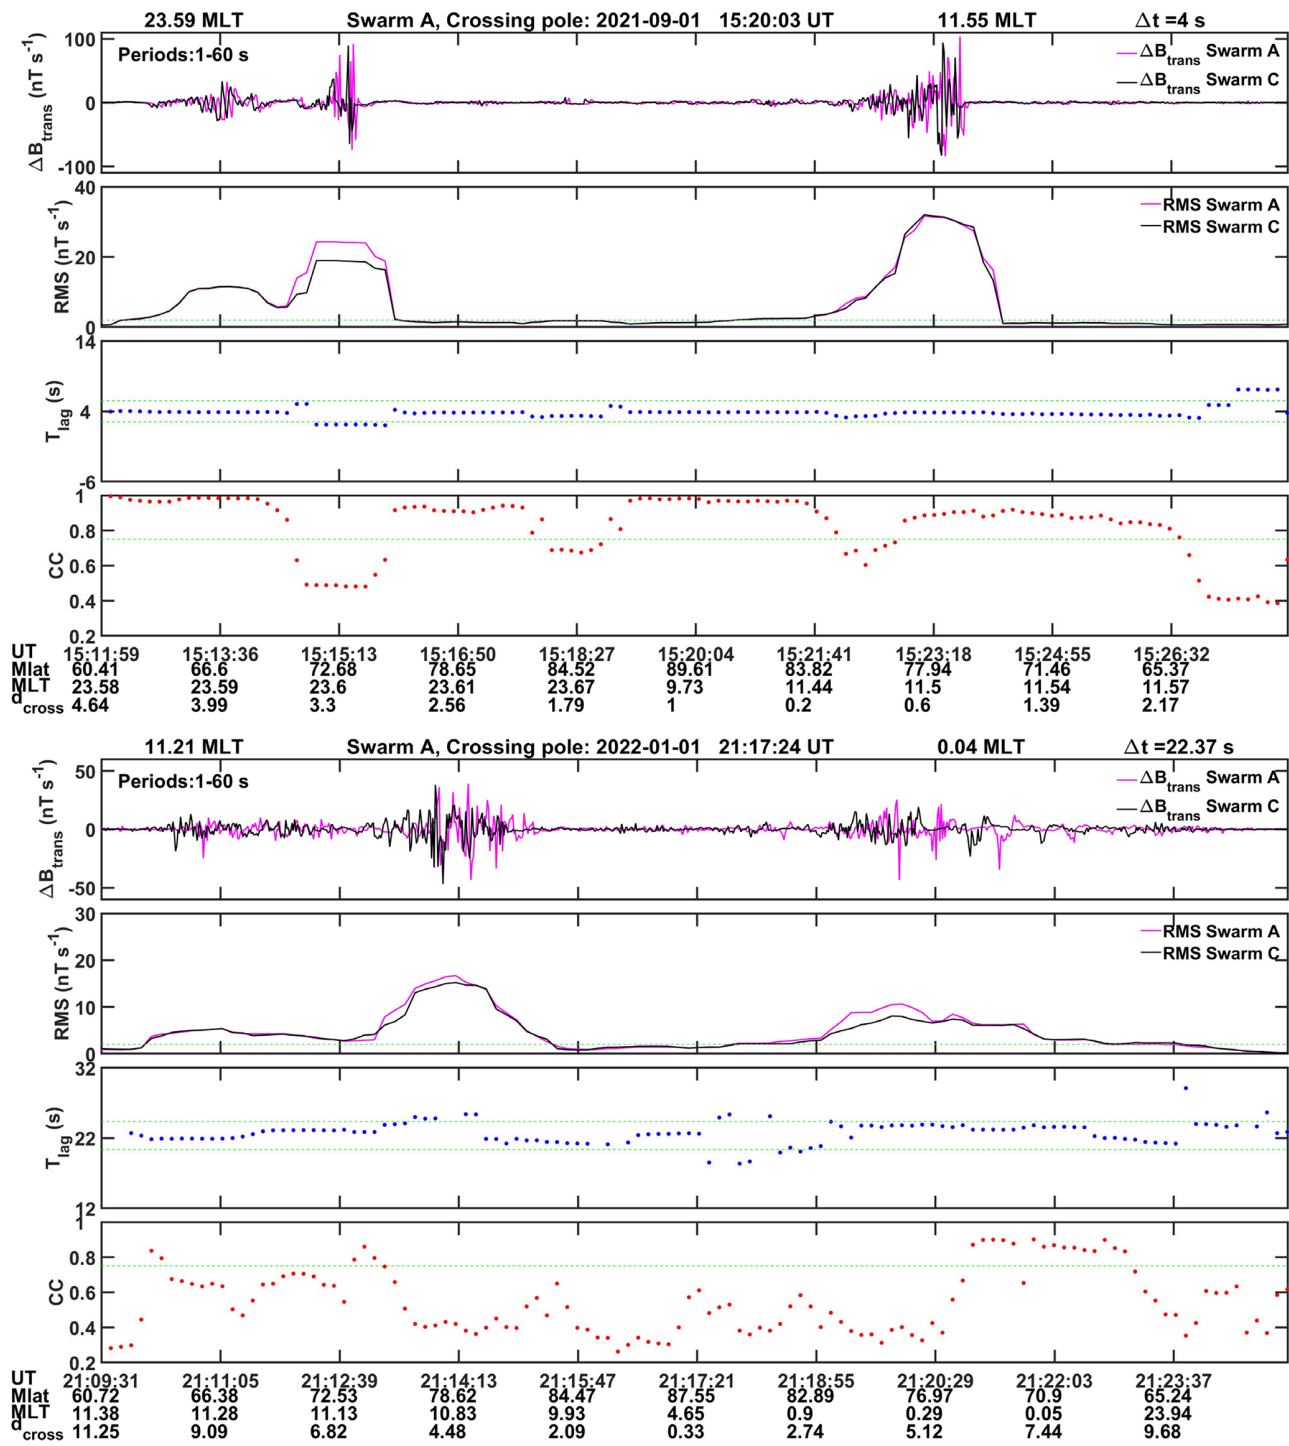 23.59 MLT Swarm A, Crossing pole: 2021-09-01 15:20:03 UT 11.55 MLT Δt =4 s
Periods:1-60 s
ΔB_trans Swarm A
ΔB_trans Swarm C
ΔB_trans (nT s⁻¹)
100
0
-100
RMS Swarm A
RMS Swarm C
RMS (nT s⁻¹)
40
20
0
T_lag (s)
14
4
-6
CC
1
0.8
0.6
0.4
0.2
UT 15:11:59 15:13:36 15:15:13 15:16:50 15:18:27 15:20:04 15:21:41 15:23:18 15:24:55 15:26:32
Mlat 60.41 66.6 72.68 78.65 84.52 89.61 83.82 77.94 71.46 65.37
MLT 23.58 23.59 23.6 23.61 23.67 9.73 11.44 11.5 11.54 11.57
d_cross 4.64 3.99 3.3 2.56 1.79 1 0.2 0.6 1.39 2.17
11.21 MLT Swarm A, Crossing pole: 2022-01-01 21:17:24 UT 0.04 MLT Δt =22.37 s
Periods:1-60 s
ΔB_trans Swarm A
ΔB_trans Swarm C
ΔB_trans (nT s⁻¹)
50
0
-50
RMS Swarm A
RMS Swarm C
RMS (nT s⁻¹)
30
20
10
0
T_lag (s)
32
22
12
CC
1
0.8
0.6
0.4
0.2
UT 21:09:31 21:11:05 21:12:39 21:14:13 21:15:47 21:17:21 21:18:55 21:20:29 21:22:03 21:23:37
Mlat 60.72 66.38 72.53 78.62 84.47 87.55 82.89 76.97 70.9 65.24
MLT 11.38 11.28 11.13 10.83 9.93 4.65 0.9 0.29 0.05 23.94
d_cross 11.25 9.09 6.82 4.48 2.09 0.33 2.74 5.12 7.44 9.68